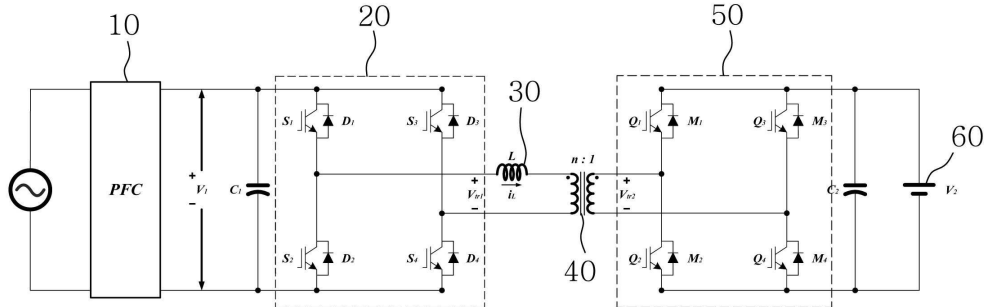 10
20
30
40
50
60
PFC
+
V1
−
C1
S1
D1
S3
D3
S2
D2
S4
D4
L
iL
+
Vtr1
−
n : 1
+
Vtr2
−
Q1
M1
Q3
M3
Q2
M2
Q4
M4
C2
V2